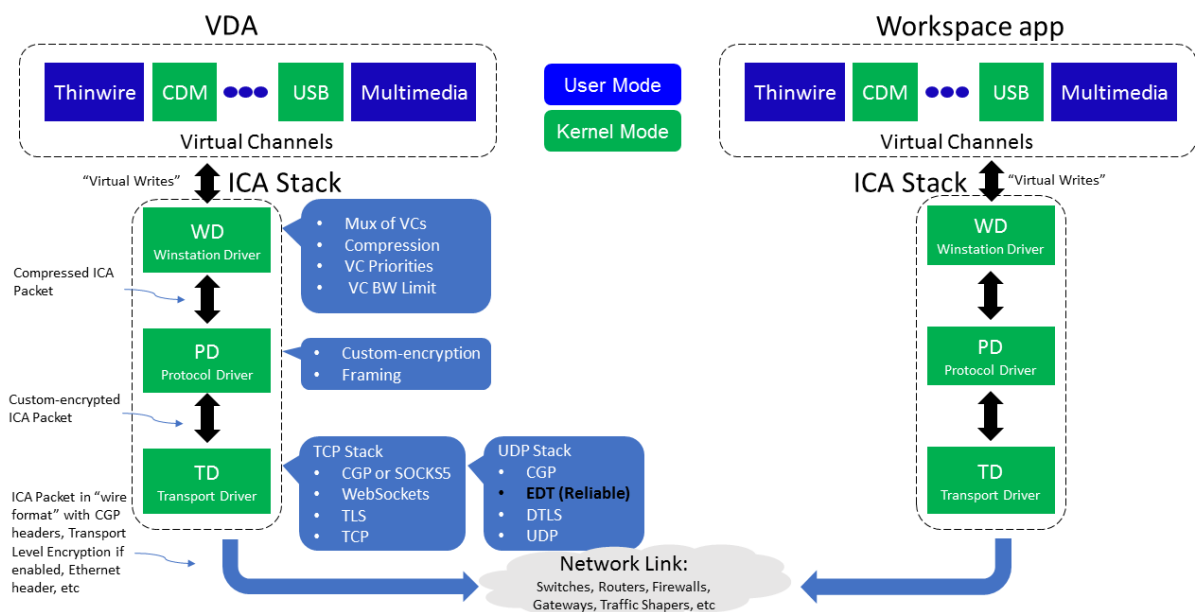 VDA
Thinwire
CDM
USB
Multimedia
Virtual Channels
User Mode
Kernel Mode
Workspace app
Thinwire
CDM
USB
Multimedia
Virtual Channels
"Virtual Writes"
ICA Stack
WD
Winstation Driver
• Mux of VCs
• Compression
• VC Priorities
• VC BW Limit
Compressed ICA
Packet
PD
Protocol Driver
• Custom-encryption
• Framing
Custom-encrypted
ICA Packet
TD
Transport Driver
TCP Stack
• CGP or SOCKS5
• WebSockets
• TLS
• TCP
UDP Stack
• CGP
• EDT (Reliable)
• DTLS
• UDP
ICA Packet in "wire
format" with CGP
headers, Transport
Level Encryption if
enabled, Ethernet
header, etc
Network Link:
Switches, Routers, Firewalls,
Gateways, Traffic Shapers, etc
ICA Stack
"Virtual Writes"
WD
Winstation Driver
PD
Protocol Driver
TD
Transport Driver